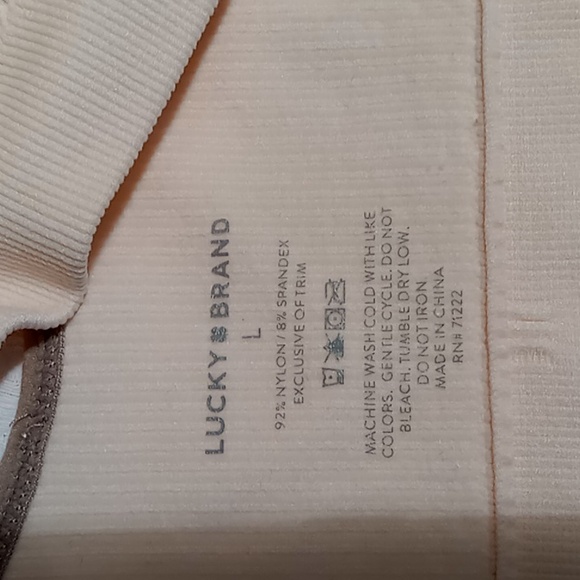 LUCKY BRAND
L
92% NYLON / 8% SPANDEX
EXCLUSIVE OF TRIM
MACHINE WASH COLD WITH LIKE
COLORS. GENTLE CYCLE. DO NOT
BLEACH. TUMBLE DRY LOW.
DO NOT IRON.
MADE IN CHINA
RN# 71222